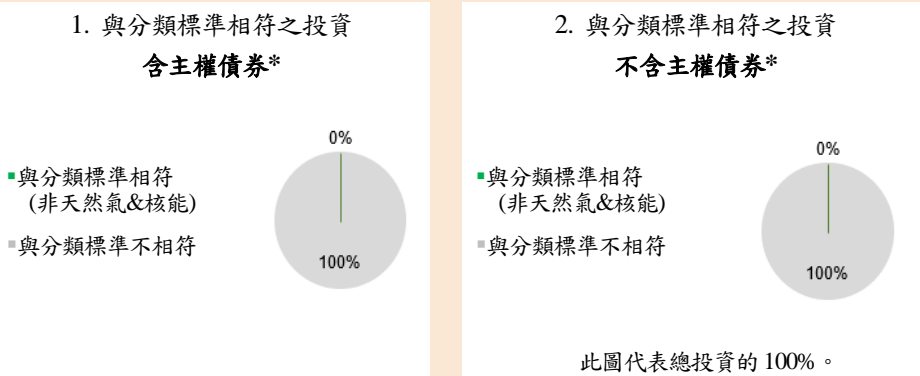 1. 與分類標準相符之投資
含主權債券*
0%
■與分類標準相符
(非天然氣&核能)
■與分類標準不相符
100%
2. 與分類標準相符之投資
不含主權債券*
0%
■與分類標準相符
(非天然氣&核能)
■與分類標準不相符
100%
此圖代表總投資的 100%。